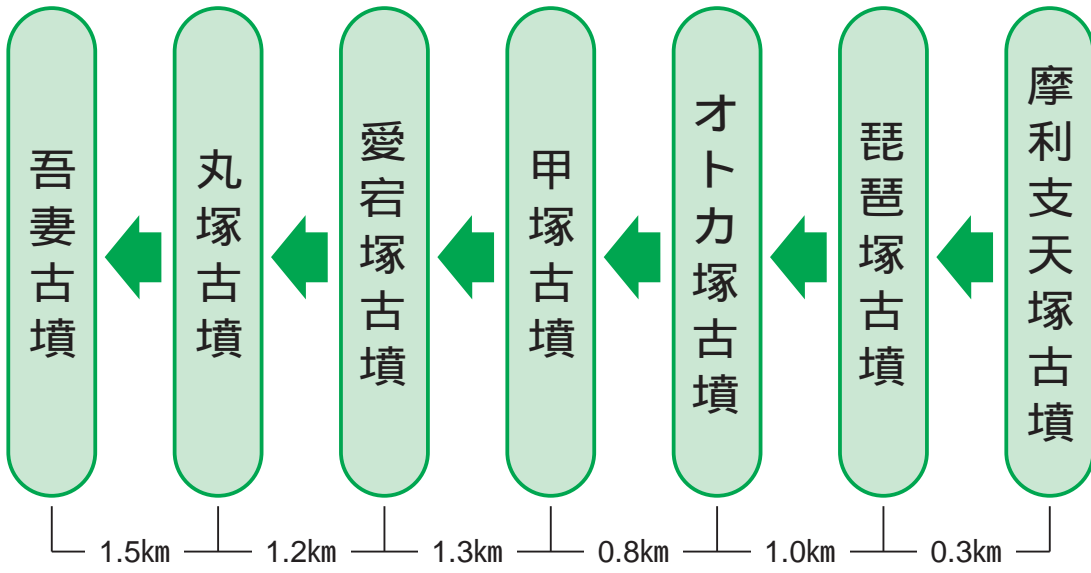 摩利支天塚古墳
琵琶塚古墳
オトカ塚古墳
甲塚古墳
愛宕塚古墳
丸塚古墳
吾妻古墳
1.5㎞
1.2㎞
1.3㎞
0.8㎞
1.0㎞
0.3㎞